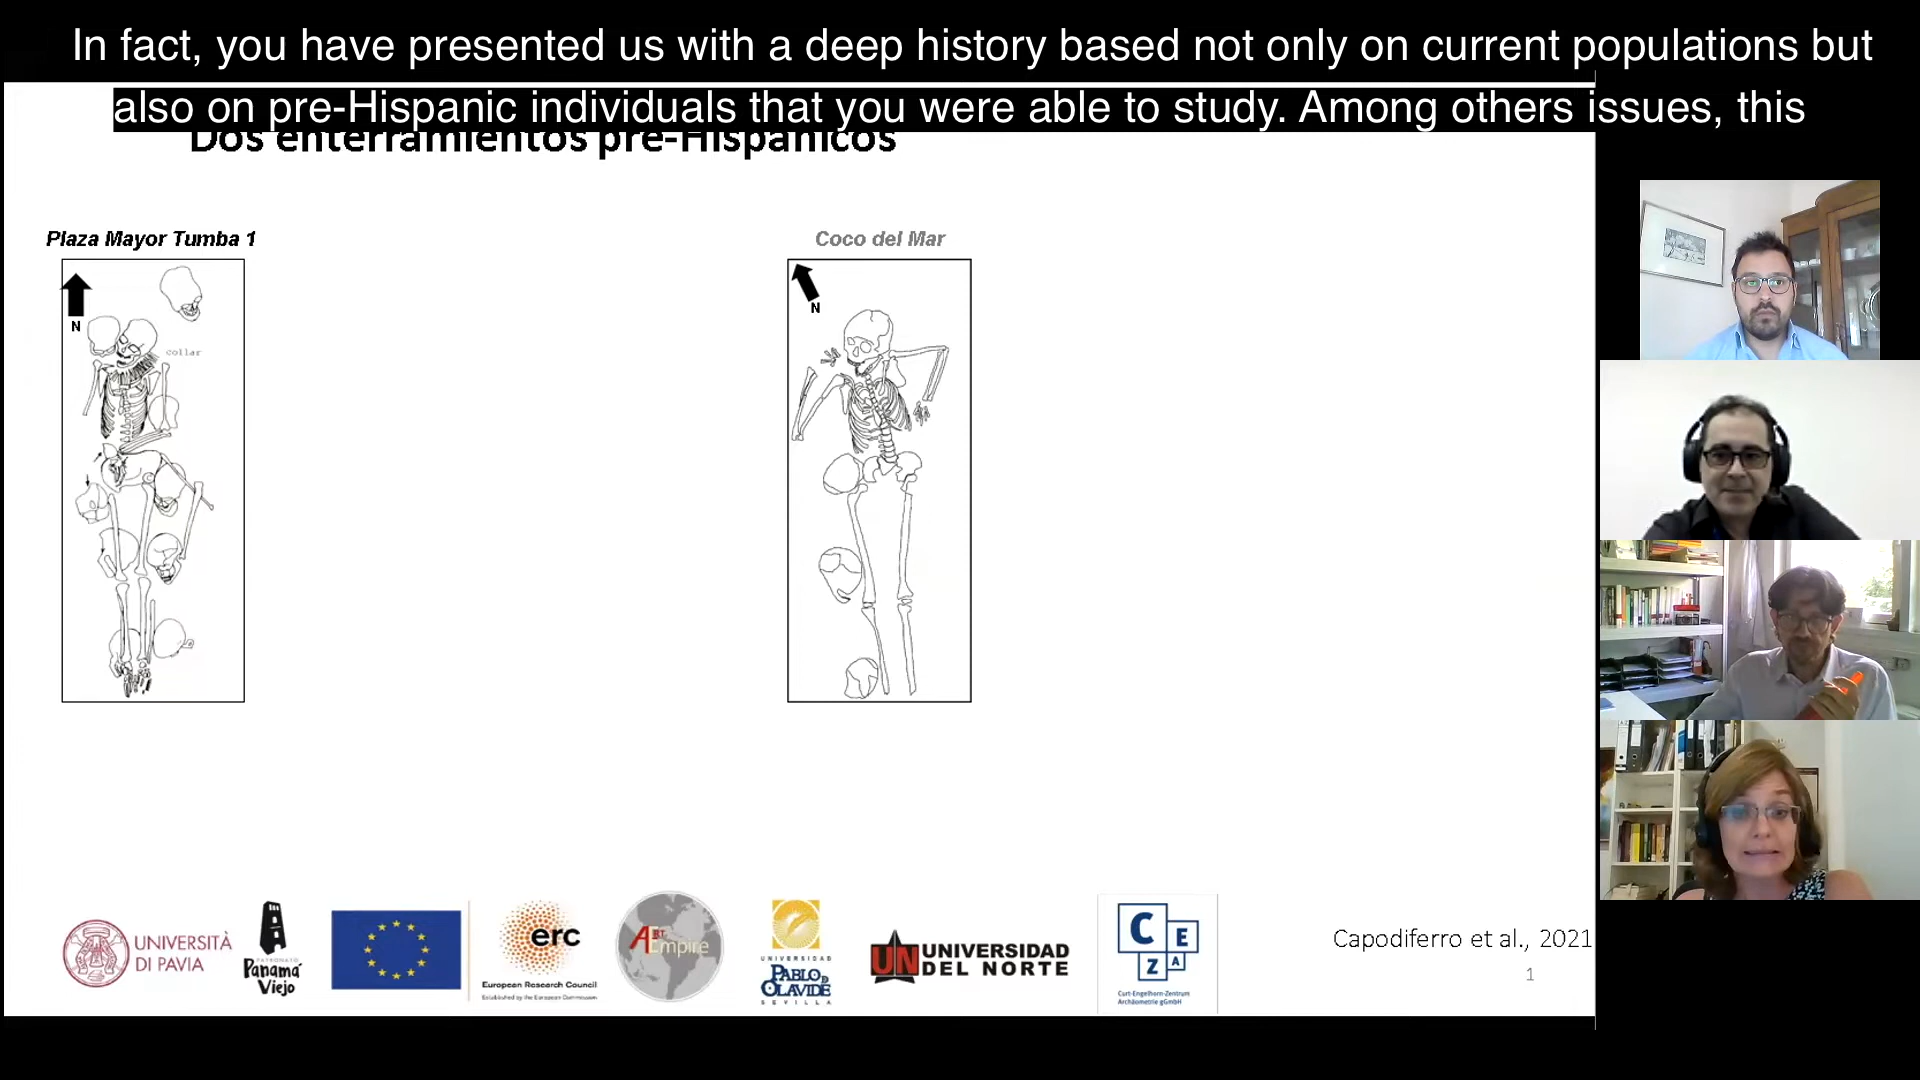 In fact, you have presented us with a deep history based not only on current populations but
also on pre-Hispanic individuals that you were able to study. Among others issues, this
Dos enterramientos pre-Hispánicos
Plaza Mayor Tumba 1
Coco del Mar
N
N
collar
UNIVERSITÀ
DI PAVIA
PATRONATO
Panamá
Viejo
erc
European Research Council
Established by the European Commission
ArtEmpire
UNIVERSIDAD
PABLO DE
OLAVIDE
SEVILLA
UN
UNIVERSIDAD
DEL NORTE
C
E
Z
A
Curt-Engelhorn-Zentrum
Archäometrie gGmbH
Capodiferro et al., 2021
1